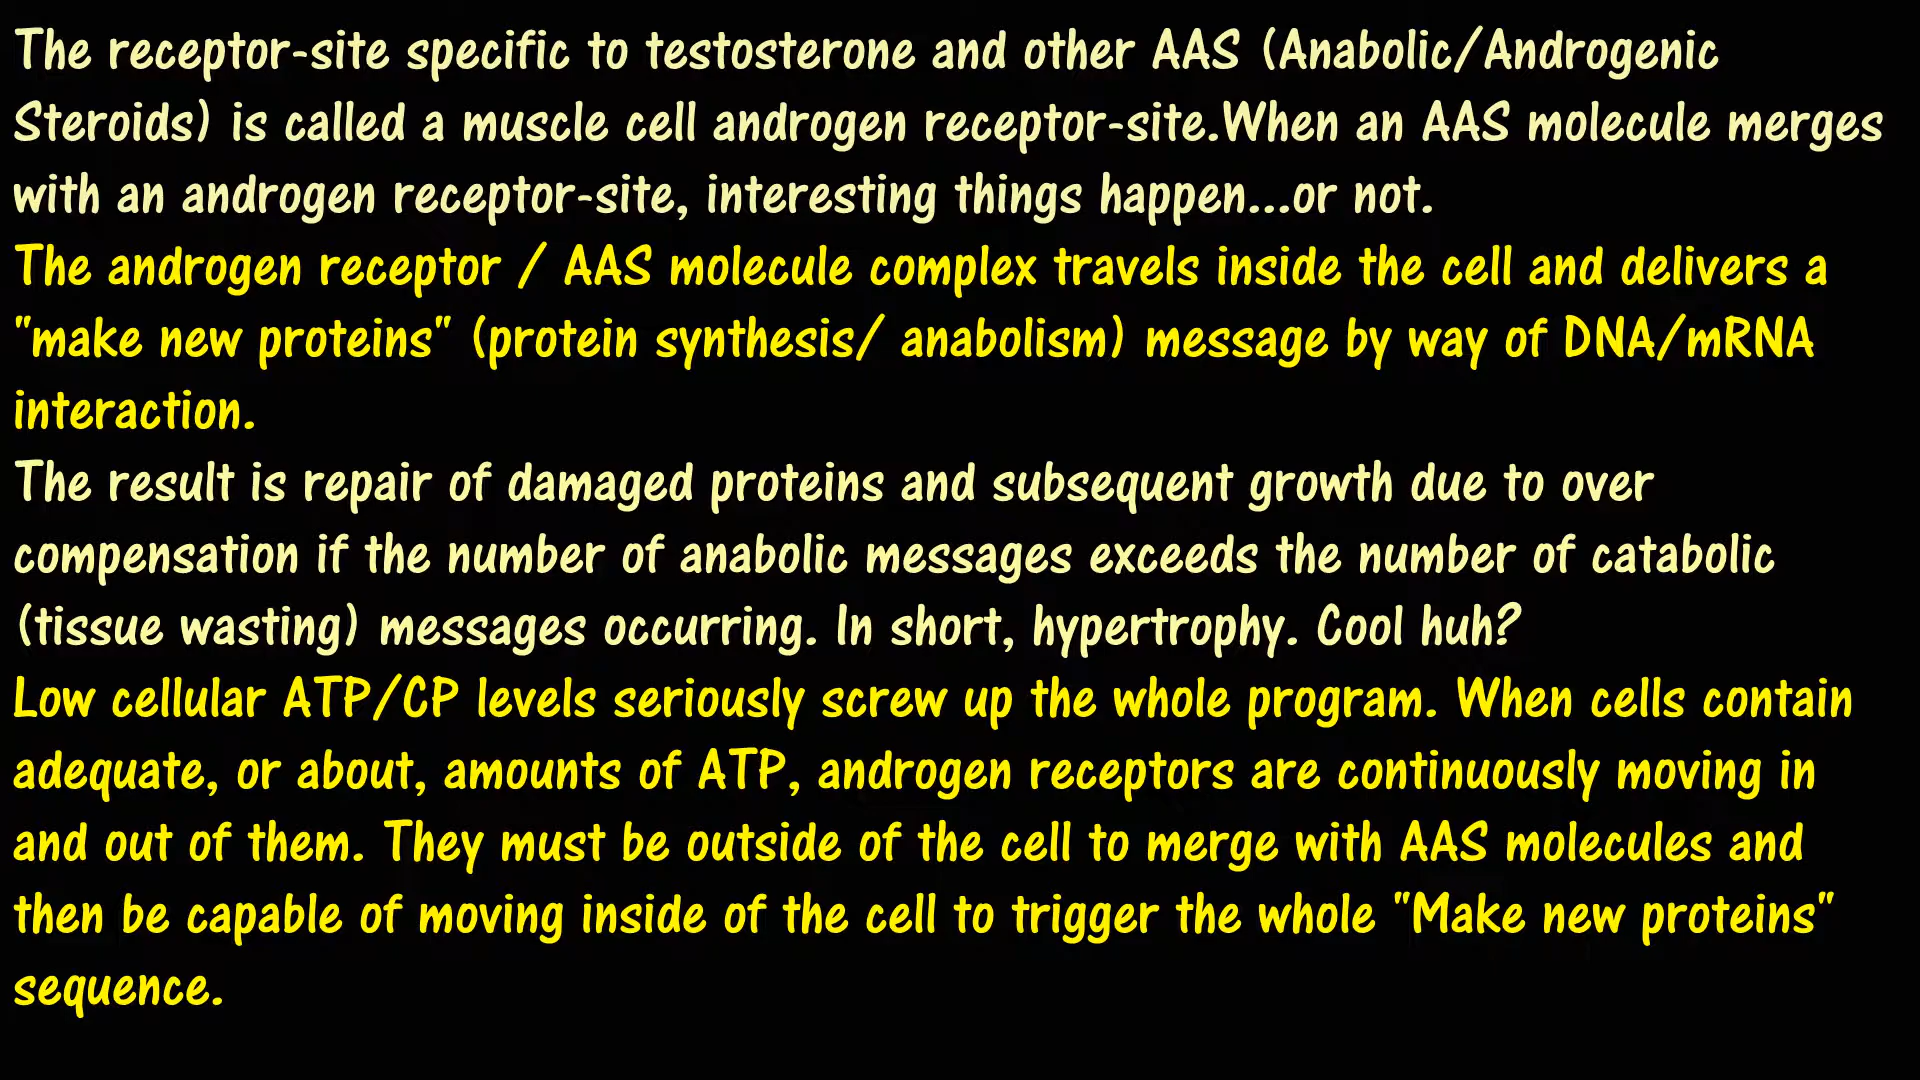 The receptor-site specific to testosterone and other AAS (Anabolic/Androgenic
Steroids) is called a muscle cell androgen receptor-site.When an AAS molecule merges
with an androgen receptor-site, interesting things happen...or not.
The androgen receptor / AAS molecule complex travels inside the cell and delivers a
"make new proteins" (protein synthesis/ anabolism) message by way of DNA/mRNA
interaction.
The result is repair of damaged proteins and subsequent growth due to over
compensation if the number of anabolic messages exceeds the number of catabolic
(tissue wasting) messages occurring. In short, hypertrophy. Cool huh?
Low cellular ATP/CP levels seriously screw up the whole program. When cells contain
adequate, or about, amounts of ATP, androgen receptors are continuously moving in
and out of them. They must be outside of the cell to merge with AAS molecules and
then be capable of moving inside of the cell to trigger the whole "Make new proteins"
sequence.